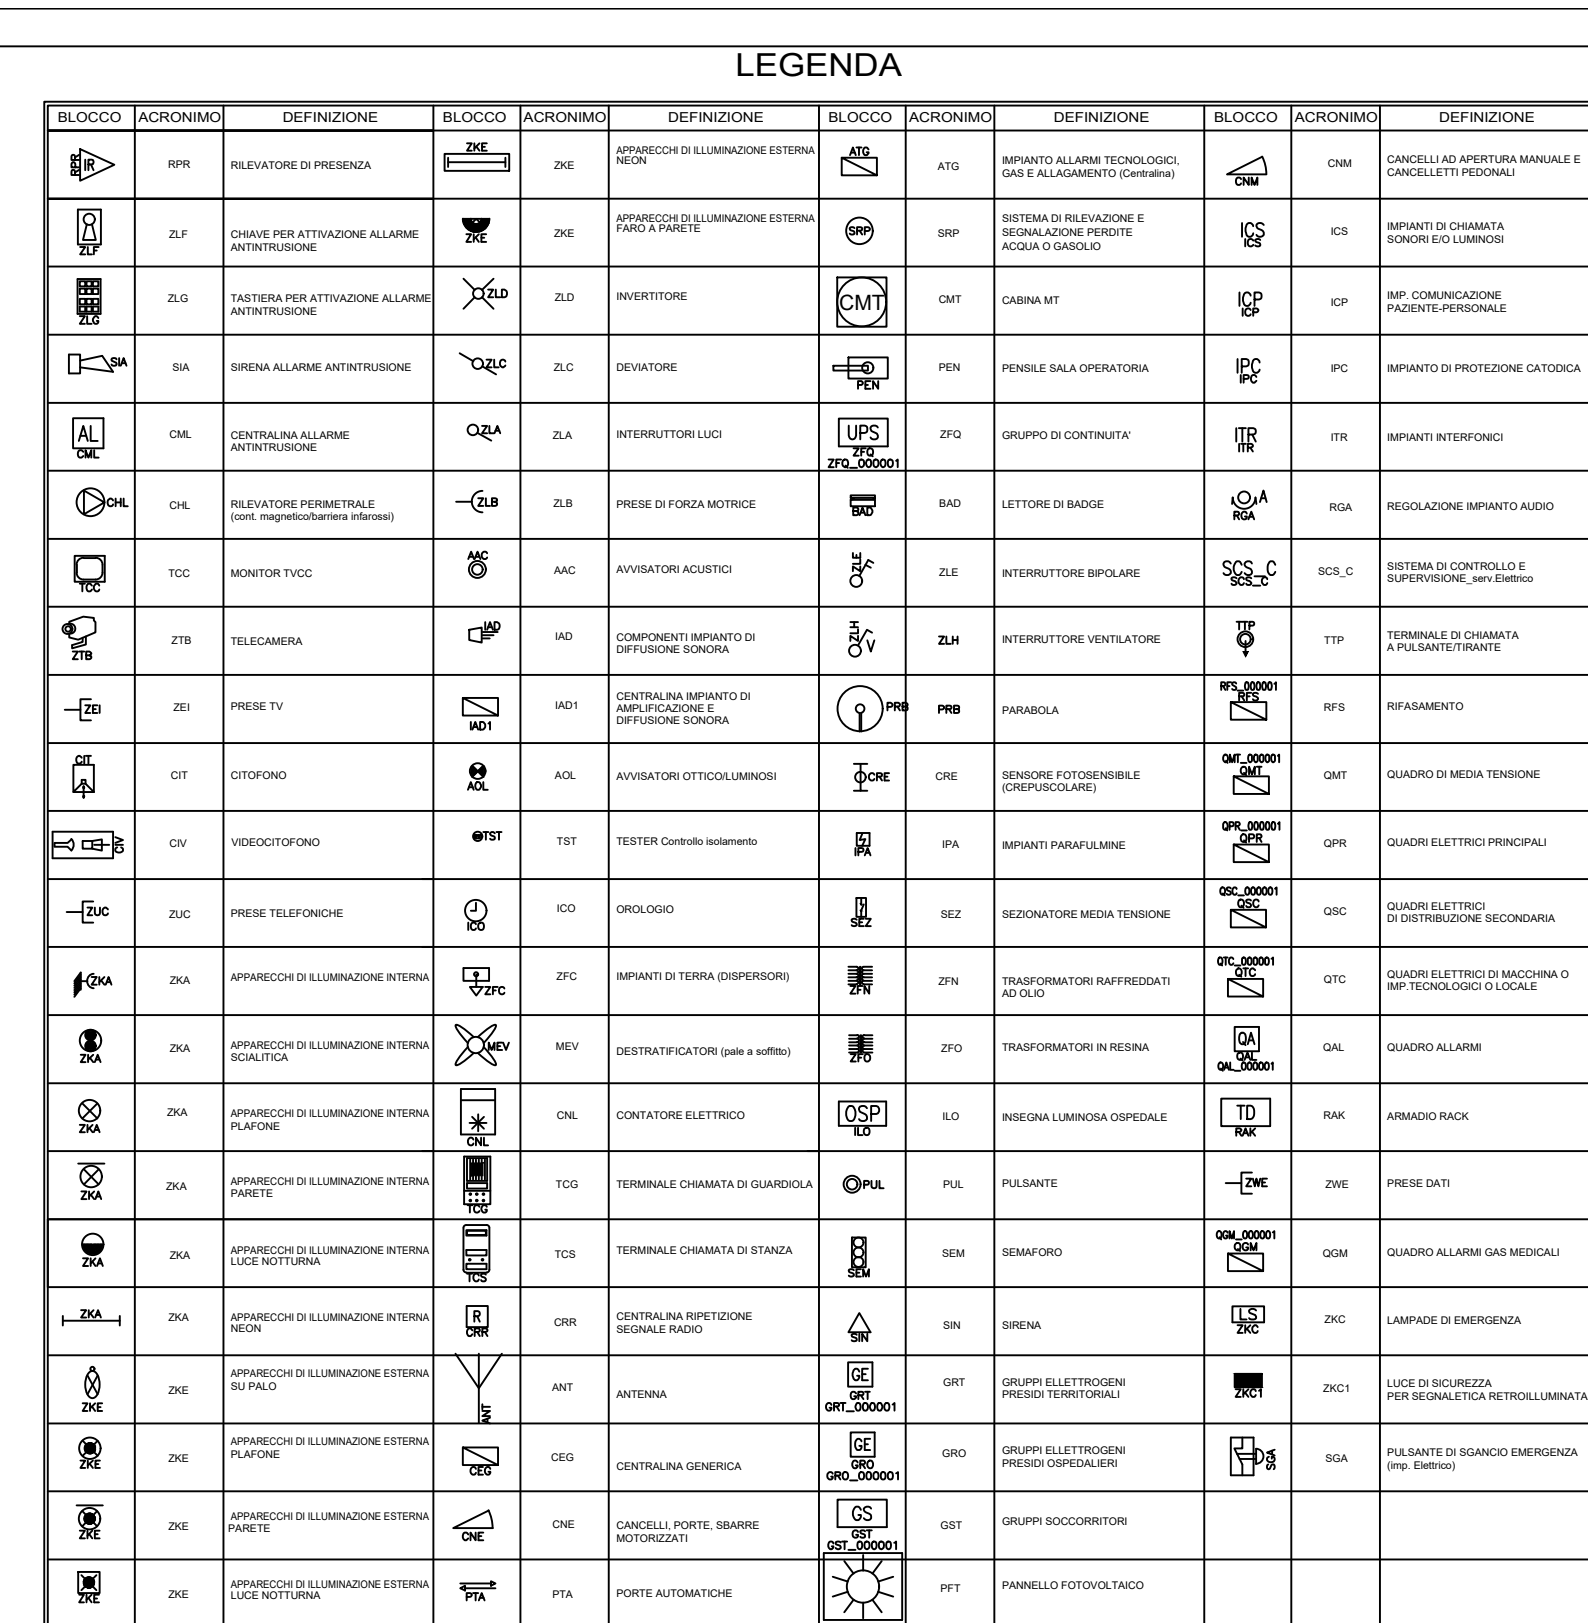 LEGENDA
BLOCCO ACRONIMO DEFINIZIONE BLOCCO ACRONIMO DEFINIZIONE BLOCCO ACRONIMO DEFINIZIONE BLOCCO ACRONIMO DEFINIZIONE
RPR IR RPR RILEVATORE DI PRESENZA
ZKE ZKE APPARECCHI DI ILLUMINAZIONE ESTERNA
NEON
ATG ATG IMPIANTO ALLARMI TECNOLOGICI,
GAS E ALLAGAMENTO (Centralina)
CNM CNM CANCELLI AD APERTURA MANUALE E
CANCELLETTI PEDONALI
ZLF ZLF CHIAVE PER ATTIVAZIONE ALLARME
ANTINTRUSIONE
ZKE ZKE APPARECCHI DI ILLUMINAZIONE ESTERNA
FARO A PARETE
SRP SRP SISTEMA DI RILEVAZIONE E
SEGNALAZIONE PERDITE
ACQUA O GASOLIO
ICS
ICS ICS IMPIANTI DI CHIAMATA
SONORI E/O LUMINOSI
ZLG ZLG TASTIERA PER ATTIVAZIONE ALLARME
ANTINTRUSIONE
ZLD ZLD INVERTITORE
CMT CMT CABINA MT
ICP
ICP ICP IMP. COMUNICAZIONE
PAZIENTE-PERSONALE
SIA SIA SIRENA ALLARME ANTINTRUSIONE
ZLC ZLC DEVIATORE
PEN PEN PENSILE SALA OPERATORIA
IPC
IPC IPC IMPIANTO DI PROTEZIONE CATODICA
AL
CML CML CENTRALINA ALLARME
ANTINTRUSIONE
ZLA ZLA INTERRUTTORI LUCI
UPS
ZFQ
ZFQ_000001 ZFQ GRUPPO DI CONTINUITA'
ITR
ITR ITR IMPIANTI INTERFONICI
CHL CHL RILEVATORE PERIMETRALE
(cont. magnetico/barriera infarossi)
ZLB ZLB PRESE DI FORZA MOTRICE
BAD BAD LETTORE DI BADGE
A
RGA RGA REGOLAZIONE IMPIANTO AUDIO
TCC TCC MONITOR TVCC
AAC AAC AVVISATORI ACUSTICI
ZLE ZLE INTERRUTTORE BIPOLARE
SCS_C
SCS_C SCS_C SISTEMA DI CONTROLLO E
SUPERVISIONE_serv.Elettrico
ZTB ZTB TELECAMERA
IAD IAD COMPONENTI IMPIANTO DI
DIFFUSIONE SONORA
ZLH V ZLH INTERRUTTORE VENTILATORE
TTP TTP TERMINALE DI CHIAMATA
A PULSANTE/TIRANTE
ZEI ZEI PRESE TV
IAD1 IAD1 CENTRALINA IMPIANTO DI
AMPLIFICAZIONE E
DIFFUSIONE SONORA
PRB PRB PARABOLA
RFS_000001
RFS RFS RIFASAMENTO
CIT CIT CITOFONO
AOL AOL AVVISATORI OTTICO/LUMINOSI
CRE CRE SENSORE FOTOSENSIBILE
(CREPUSCOLARE)
QMT_000001
QMT QMT QUADRO DI MEDIA TENSIONE
CIV CIV VIDEOCITOFONO
TST TST TESTER Controllo isolamento
IPA IPA IMPIANTI PARAFULMINE
QPR_000001
QPR QPR QUADRI ELETTRICI PRINCIPALI
ZUC ZUC PRESE TELEFONICHE
ICO ICO OROLOGIO
SEZ SEZ SEZIONATORE MEDIA TENSIONE
QSC_000001
QSC QSC QUADRI ELETTRICI
DI DISTRIBUZIONE SECONDARIA
ZKA ZKA APPARECCHI DI ILLUMINAZIONE INTERNA
ZFC ZFC IMPIANTI DI TERRA (DISPERSORI)
ZFN ZFN TRASFORMATORI RAFFREDDATI
AD OLIO
QTC_000001
QTC QTC QUADRI ELETTRICI DI MACCHINA O
IMP.TECNOLOGICI O LOCALE
ZKA ZKA APPARECCHI DI ILLUMINAZIONE INTERNA
SCIALITICA
MEV MEV DESTRATIFICATORI (pale a soffitto)
ZFO ZFO TRASFORMATORI IN RESINA
QA
QAL
QAL_000001 QAL QUADRO ALLARMI
ZKA ZKA APPARECCHI DI ILLUMINAZIONE INTERNA
PLAFONE
CNL CNL CONTATORE ELETTRICO
OSP
ILO ILO INSEGNA LUMINOSA OSPEDALE
TD
RAK RAK ARMADIO RACK
ZKA ZKA APPARECCHI DI ILLUMINAZIONE INTERNA
PARETE
TCG TCG TERMINALE CHIAMATA DI GUARDIOLA
PUL PUL PULSANTE
ZWE ZWE PRESE DATI
ZKA ZKA APPARECCHI DI ILLUMINAZIONE INTERNA
LUCE NOTTURNA
TCS TCS TERMINALE CHIAMATA DI STANZA
SEM SEM SEMAFORO
QGM_000001
QGM QGM QUADRO ALLARMI GAS MEDICALI
ZKA ZKA APPARECCHI DI ILLUMINAZIONE INTERNA
NEON
R
CRR CRR CENTRALINA RIPETIZIONE
SEGNALE RADIO
SIN SIN SIRENA
LS
ZKC ZKC LAMPADE DI EMERGENZA
ZKE ZKE APPARECCHI DI ILLUMINAZIONE ESTERNA
SU PALO
ANT ANT ANTENNA
GE
GRT
GRT_000001 GRT GRUPPI ELLETTROGENI
PRESIDI TERRITORIALI
ZKC1 ZKC1 LUCE DI SICUREZZA
PER SEGNALETICA RETROILLUMINATA
ZKE ZKE APPARECCHI DI ILLUMINAZIONE ESTERNA
PLAFONE
CEG CEG CENTRALINA GENERICA
GE
GRO
GRO_000001 GRO GRUPPI ELLETTROGENI
PRESIDI OSPEDALIERI
SGA SGA PULSANTE DI SGANCIO EMERGENZA
(imp. Elettrico)
ZKE ZKE APPARECCHI DI ILLUMINAZIONE ESTERNA
PARETE
CNE CNE CANCELLI, PORTE, SBARRE
MOTORIZZATI
GS
GST
GST_000001 GST GRUPPI SOCCORRITORI
ZKE ZKE APPARECCHI DI ILLUMINAZIONE ESTERNA
LUCE NOTTURNA
PTA PTA PORTE AUTOMATICHE
PFT PANNELLO FOTOVOLTAICO